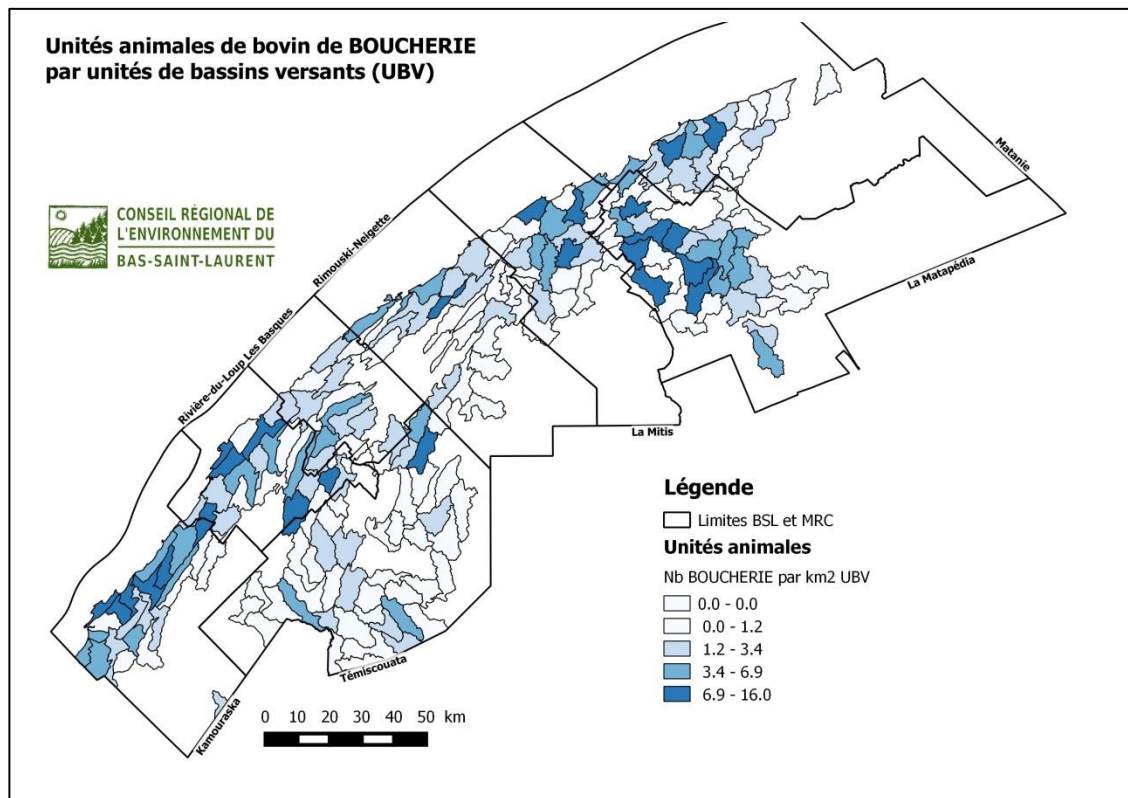 Unités animales de bovin de BOUCHERIE
par unités de bassins versants (UBV)
CONSEIL RÉGIONAL DE
L'ENVIRONNEMENT DU
BAS-SAINT-LAURENT
Matanie
La Matapédia
Rimouski-Neigette
Rivière-du-Loup Les Basques
La Mitis
Témiscouata
Kamouraska
Légende
Limites BSL et MRC
Unités animales
Nb BOUCHERIE par km2 UBV
0.0 - 0.0
0.0 - 1.2
1.2 - 3.4
3.4 - 6.9
6.9 - 16.0
0 10 20 30 40 50 km